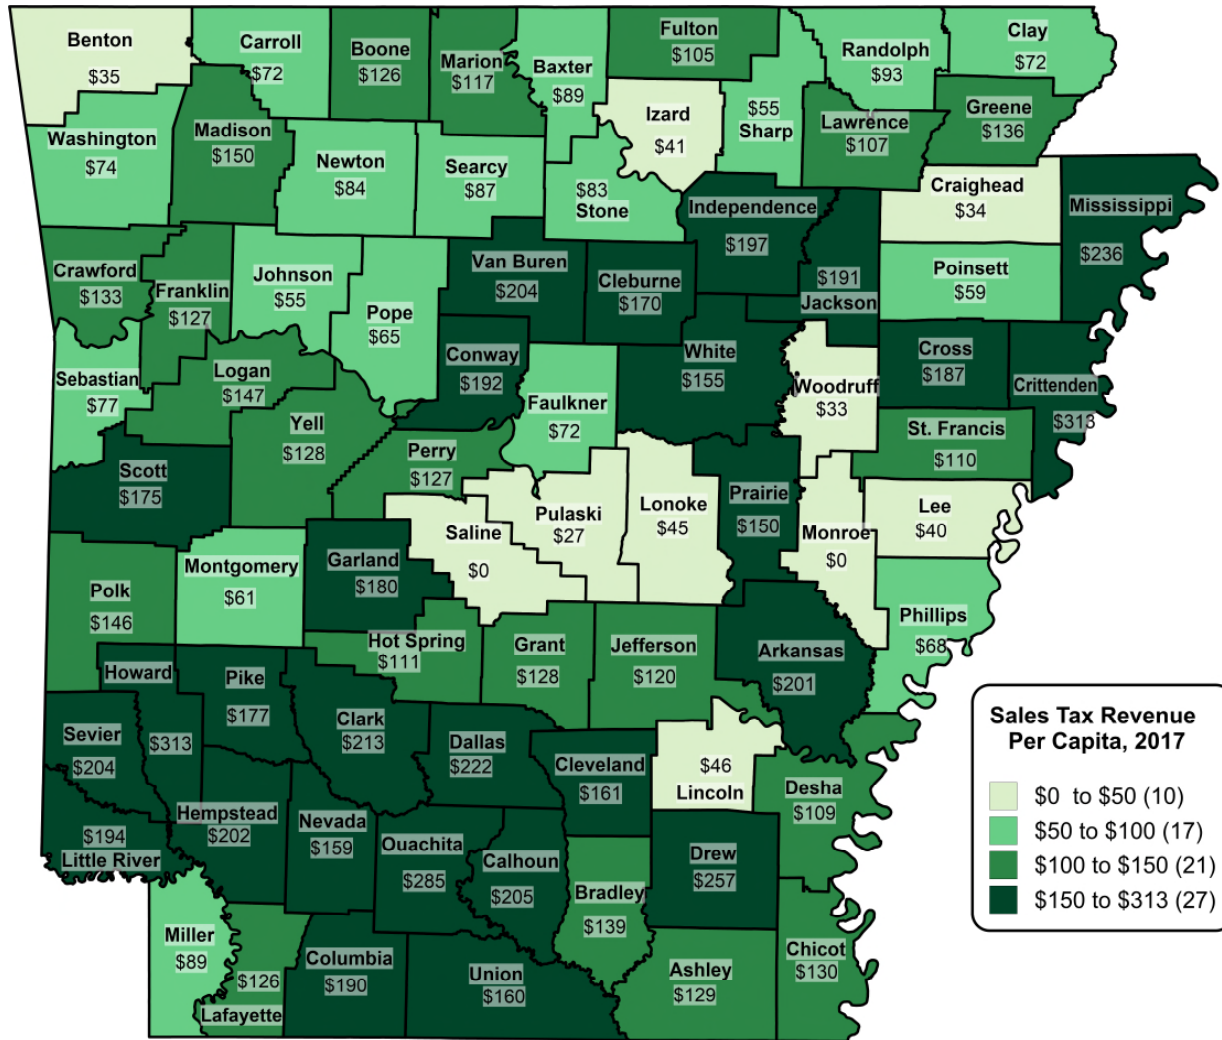 Benton
$35
Carroll
$72
Boone
$126
Marion
$117
Baxter
$89
Fulton
$105
Randolph
$93
Clay
$72
Izard
$41
$55
Sharp
Lawrence
$107
Greene
$136
Washington
$74
Madison
$150
Newton
$84
Searcy
$87
$83
Stone
Independence
$197
Craighead
$34
Mississippi
$236
Crawford
$133
Franklin
$127
Johnson
$55
Pope
$65
Van Buren
$204
Cleburne
$170
$191
Jackson
Poinsett
$59
Sebastian
$77
Logan
$147
Conway
$192
White
$155
Woodruff
$33
Cross
$187
Crittenden
$313
Faulkner
$72
Yell
$128
Perry
$127
St. Francis
$110
Scott
$175
Saline
$0
Pulaski
$27
Lonoke
$45
Prairie
$150
Monroe
$0
Lee
$40
Polk
$146
Montgomery
$61
Garland
$180
Hot Spring
$111
Grant
$128
Jefferson
$120
Arkansas
$201
Phillips
$68
Howard
$313
Pike
$177
Clark
$213
Sevier
$204
Dallas
$222
Cleveland
$161
$46
Lincoln
Desha
$109
$194
Little River
Hempstead
$202
Nevada
$159
Ouachita
$285
Calhoun
$205
Bradley
$139
Drew
$257
Miller
$89
$126
Lafayette
Columbia
$190
Union
$160
Ashley
$129
Chicot
$130
Sales Tax Revenue
Per Capita, 2017
$0 to $50 (10)
$50 to $100 (17)
$100 to $150 (21)
$150 to $313 (27)